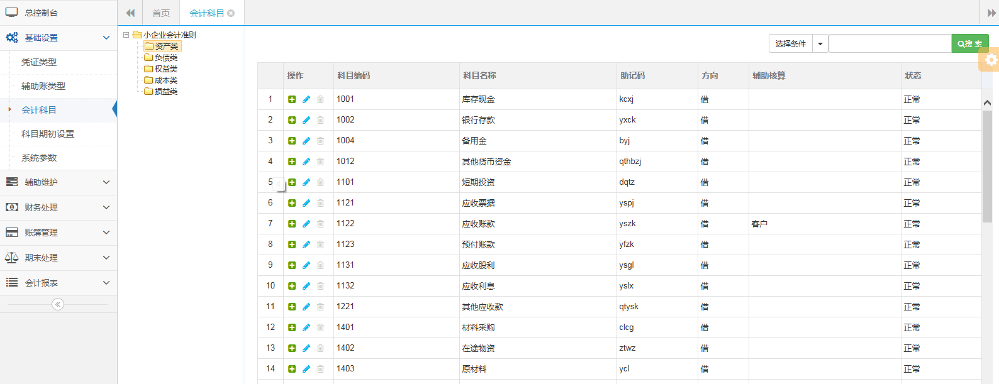 总控制台
基础设置
凭证类型
辅助账类型
会计科目
科目期初设置
系统参数
辅助维护
财务处理
账簿管理
期末处理
会计报表
首页 会计科目
小企业会计准则
资产类
负债类
权益类
成本类
损益类
选择条件 搜 索
操作 科目编码 科目名称 助记码 方向 辅助核算 状态
1 1001 库存现金 kcxj 借 正常
2 1002 银行存款 yxck 借 正常
3 1004 备用金 byj 借 正常
4 1012 其他货币资金 qthbzj 借 正常
5 1101 短期投资 dqtz 借 正常
6 1121 应收票据 yspj 借 正常
7 1122 应收账款 yszk 借 客户 正常
8 1123 预付账款 yfzk 借 正常
9 1131 应收股利 ysgl 借 正常
10 1132 应收利息 yslx 借 正常
11 1221 其他应收款 qtysk 借 正常
12 1401 材料采购 clcg 借 正常
13 1402 在途物资 ztwz 借 正常
14 1403 原材料 ycl 借 正常